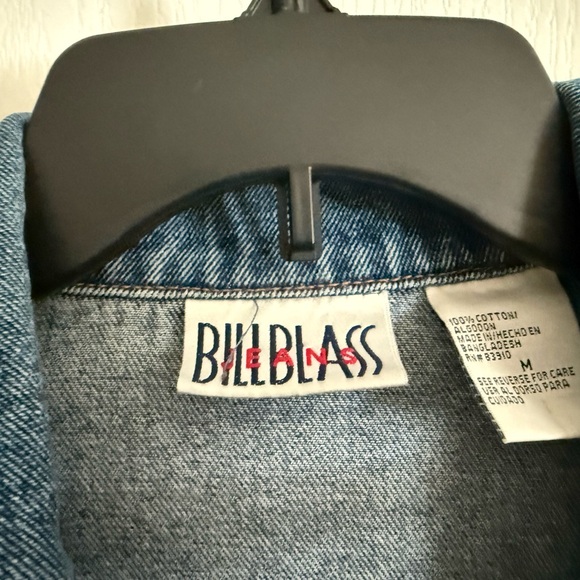 BILLBLASS
JEANS
100% COTTON/
ALGODON
MADE IN/HECHO EN
BANGLADESH
RN# 83910
M
SEE REVERSE FOR CARE
VER AL DORSO PARA
CUIDADO